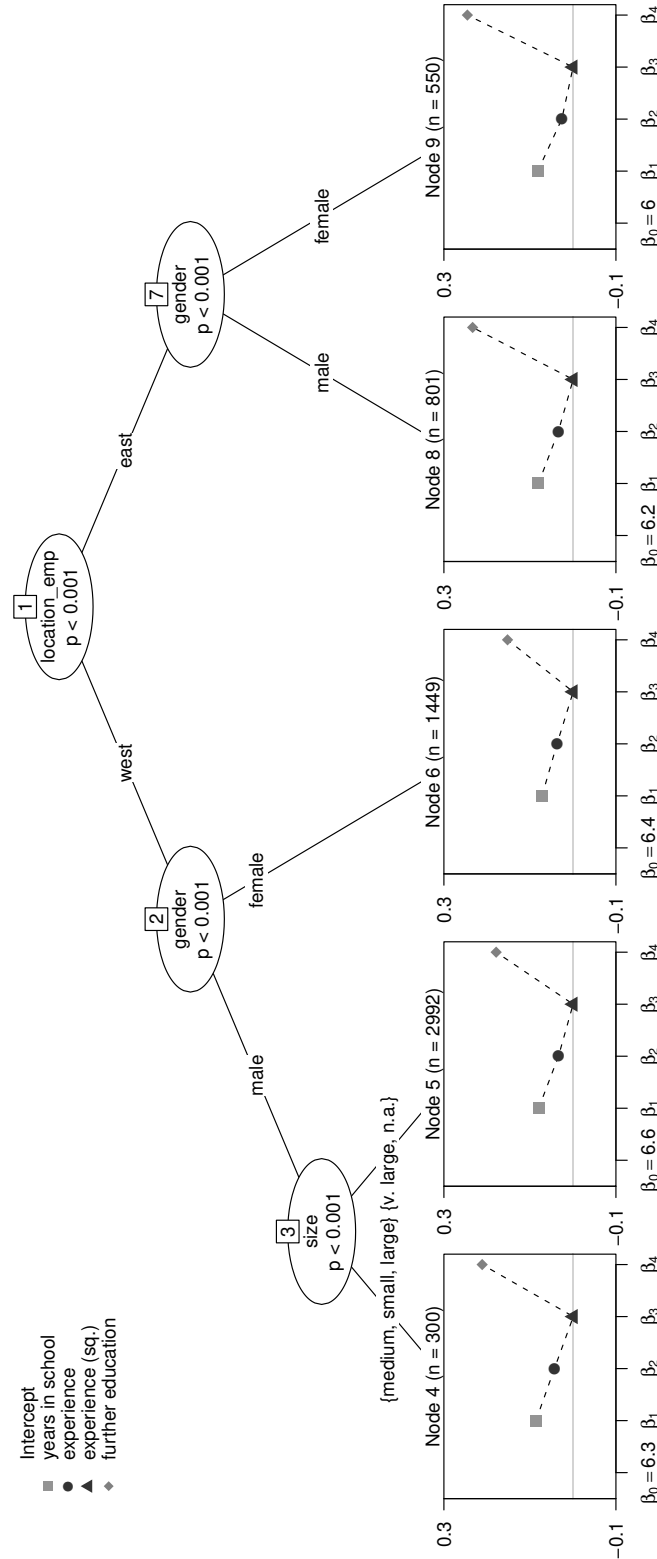 Intercept
years in school
experience
experience (sq.)
further education
1
location_emp
p < 0.001
west
east
2
gender
p < 0.001
7
gender
p < 0.001
male
female
male
female
3
size
p < 0.001
{medium, small, large} {v. large, n.a.}
Node 4 (n = 300)
0.3
−0.1
β₀ = 6.3 β₁ β₂ β₃ β₄
Node 5 (n = 2992)
0.3
−0.1
β₀ = 6.6 β₁ β₂ β₃ β₄
Node 6 (n = 1449)
0.3
−0.1
β₀ = 6.4 β₁ β₂ β₃ β₄
Node 8 (n = 801)
0.3
−0.1
β₀ = 6.2 β₁ β₂ β₃ β₄
Node 9 (n = 550)
0.3
−0.1
β₀ = 6 β₁ β₂ β₃ β₄